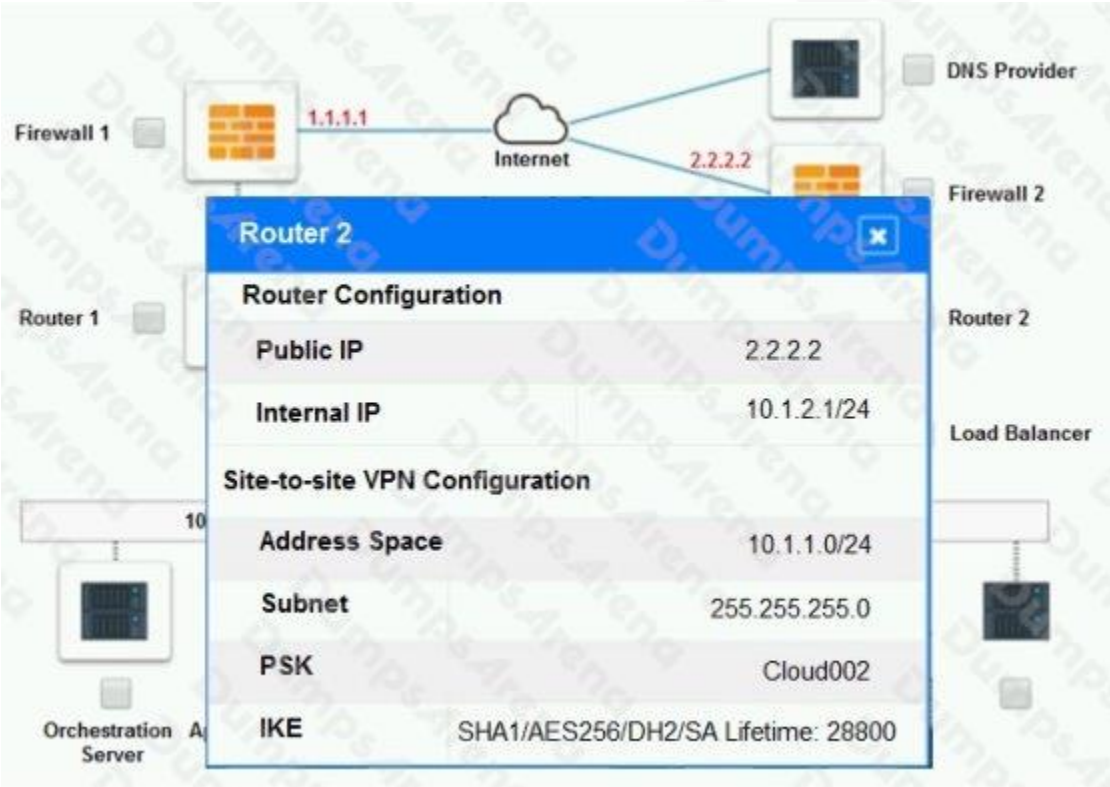 DNS Provider
Firewall 1
1.1.1.1
Internet
2.2.2.2
Firewall 2
Router 2
Router Configuration
Router 1
Router 2
Public IP 2.2.2.2
Internal IP 10.1.2.1/24
Load Balancer
Site-to-site VPN Configuration
10
Address Space 10.1.1.0/24
Subnet 255.255.255.0
PSK Cloud002
IKE SHA1/AES256/DH2/SA Lifetime: 28800
Orchestration
Server
DumpsArena